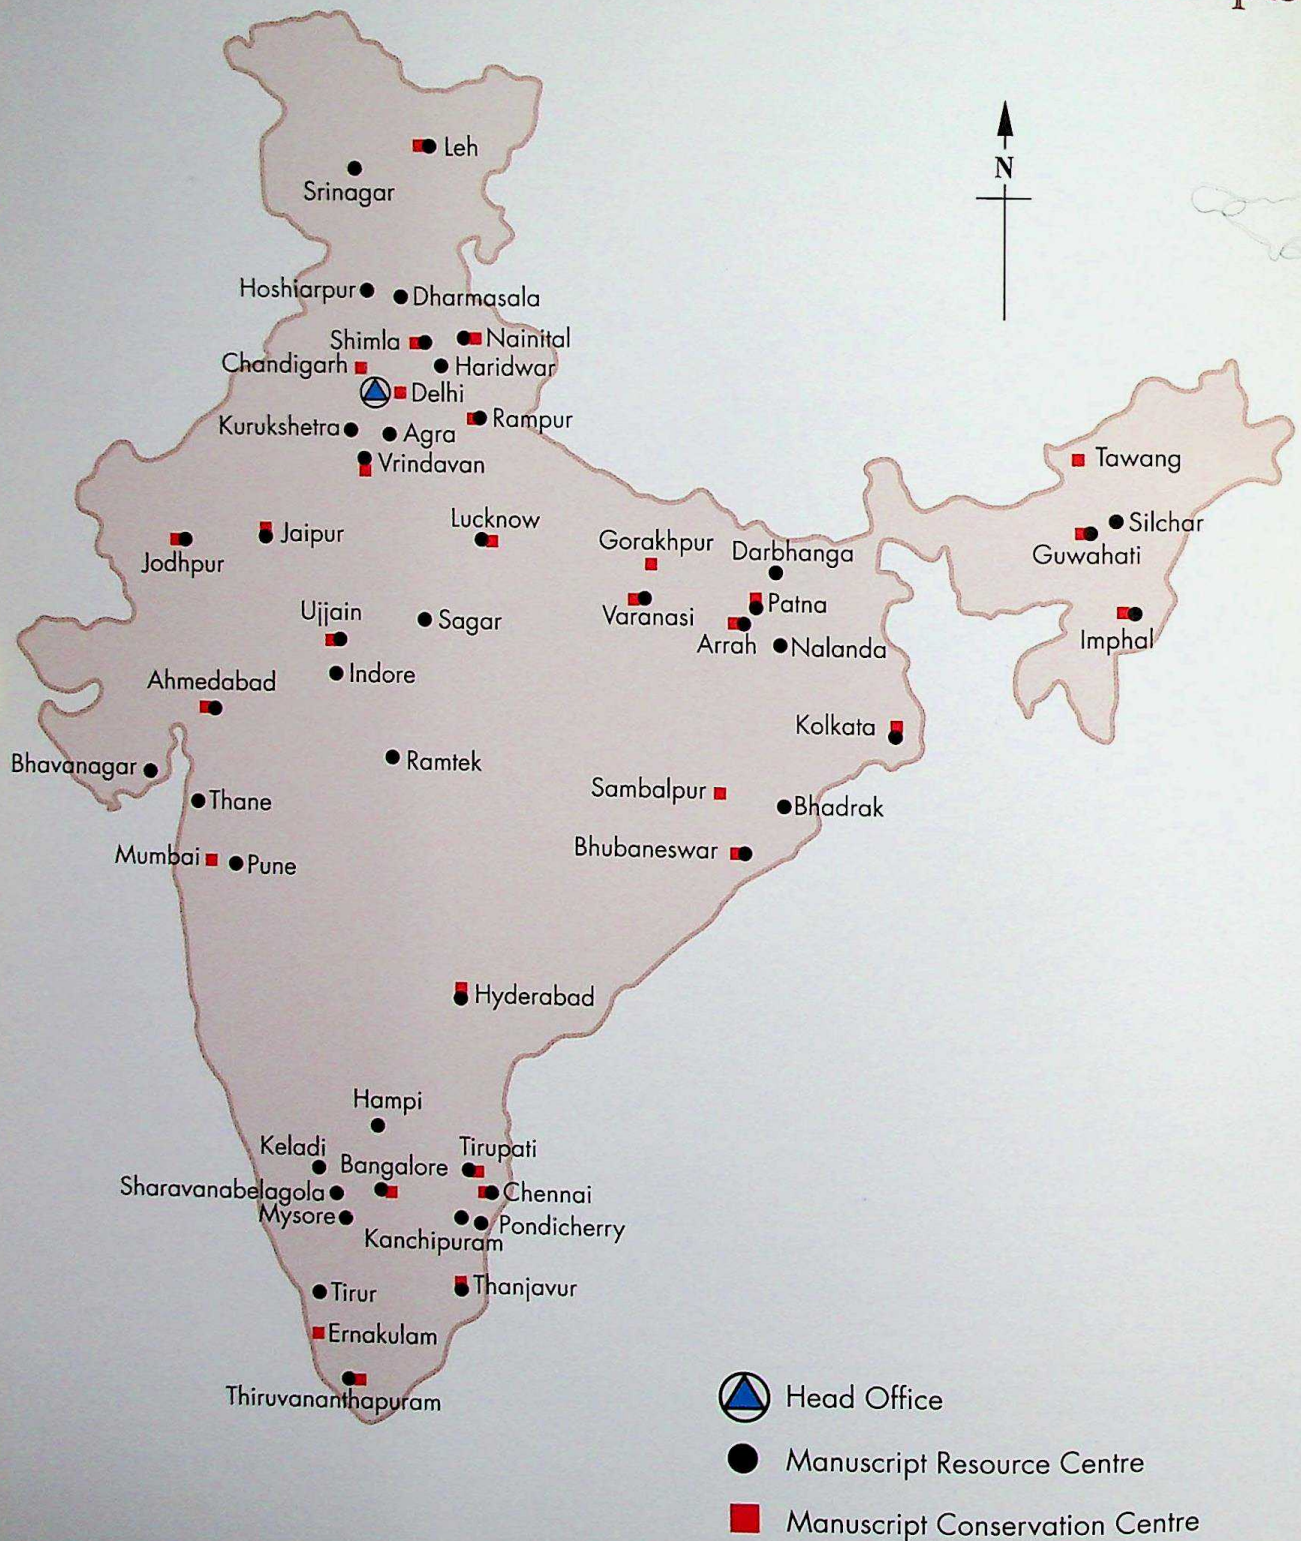 Leh
Srinagar
N
Hoshiarpur
Dharmasala
Shimla
Nainital
Chandigarh
Haridwar
Delhi
Kurukshetra
Agra
Rampur
Vrindavan
Tawang
Jodhpur
Jaipur
Lucknow
Gorakhpur
Darbhanga
Silchar
Guwahati
Ujjain
Sagar
Varanasi
Patna
Arrah
Nalanda
Imphal
Indore
Ahmedabad
Kolkata
Bhavanagar
Ramtek
Thane
Sambalpur
Bhadrak
Mumbai
Pune
Bhubaneswar
Hyderabad
Hampi
Keladi
Bangalore
Tirupati
Sharavanabelagola
Chennai
Mysore
Kanchipuram
Pondicherry
Tirur
Thanjavur
Ernakulam
Thiruvananthapuram
Head Office
Manuscript Resource Centre
Manuscript Conservation Centre